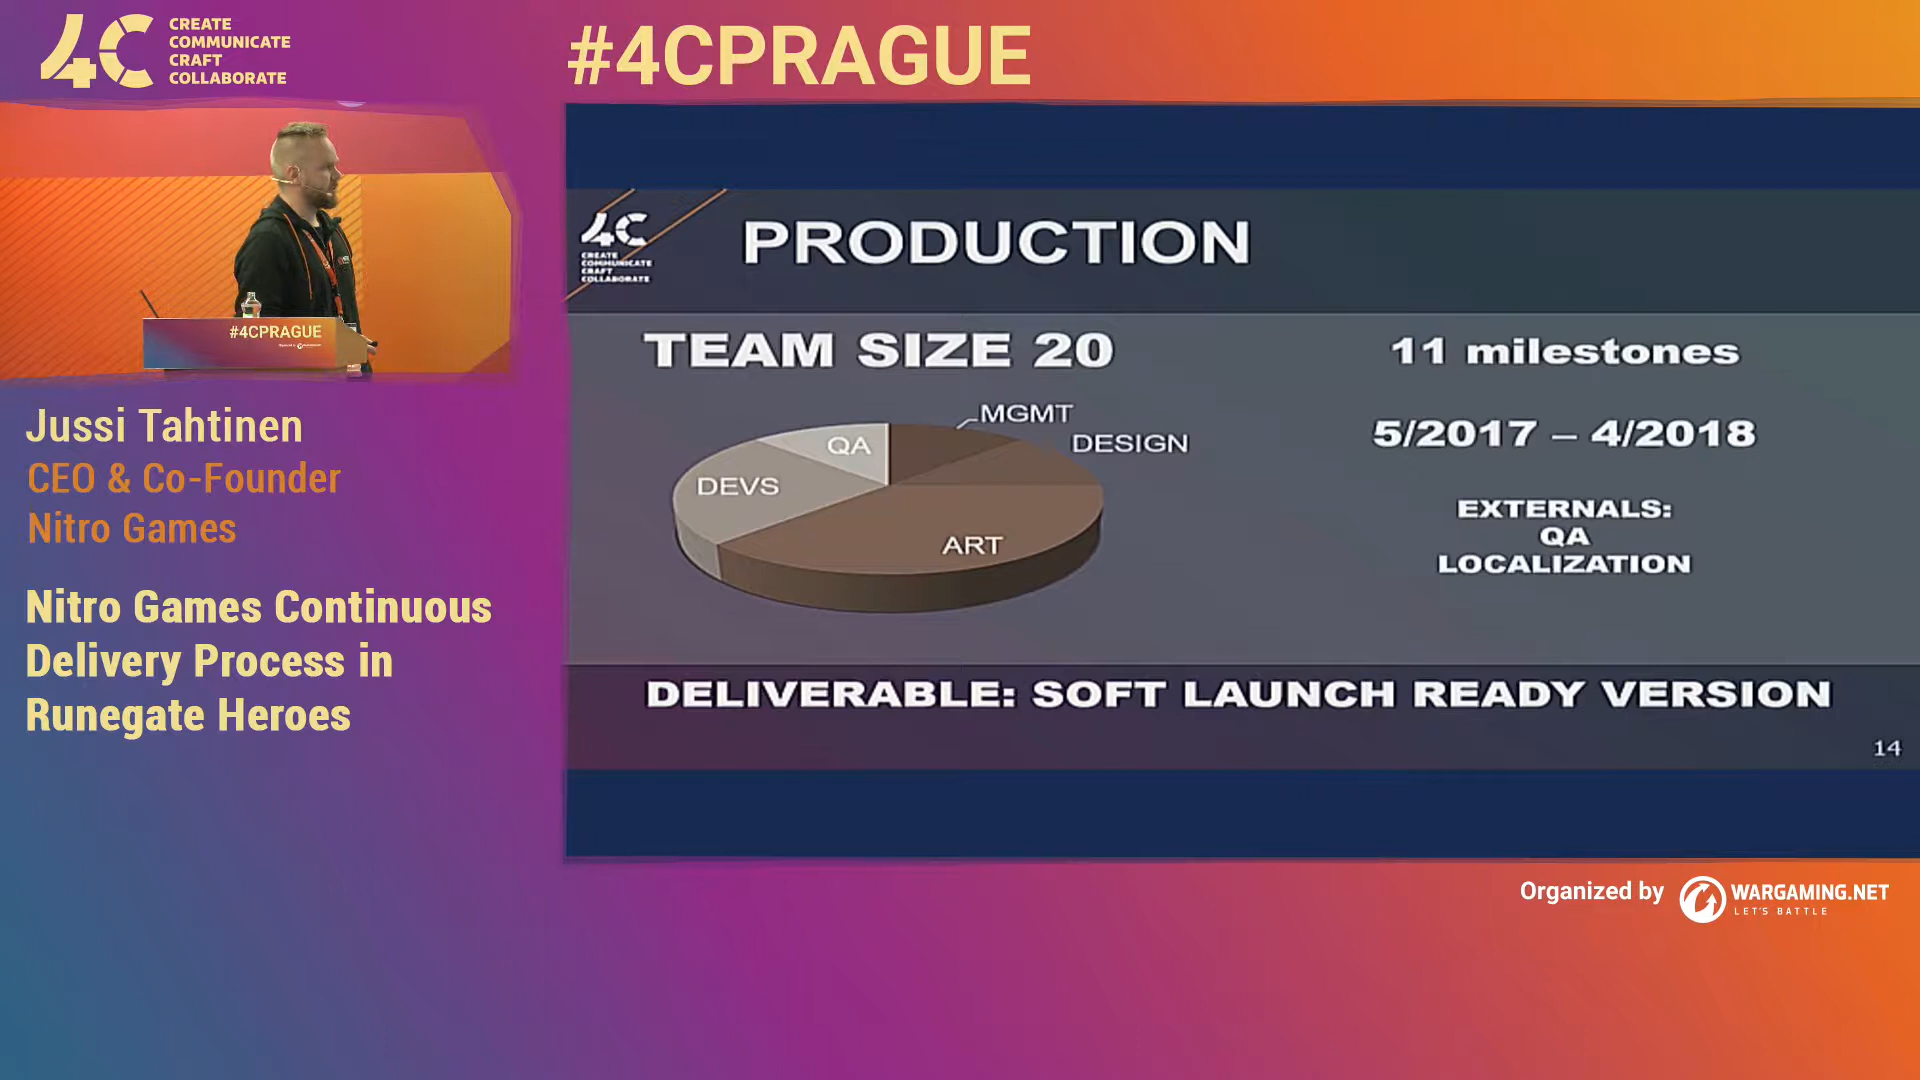 4C
CREATE
COMMUNICATE
CRAFT
COLLABORATE
#4CPRAGUE
#4CPRAGUE
Jussi Tahtinen
CEO & Co-Founder
Nitro Games
Nitro Games Continuous
Delivery Process in
Runegate Heroes
4C
CREATE
COMMUNICATE
CRAFT
COLLABORATE
PRODUCTION
TEAM SIZE 20
MGMT
DESIGN
QA
DEVS
ART
11 milestones
5/2017 – 4/2018
EXTERNALS:
QA
LOCALIZATION
DELIVERABLE: SOFT LAUNCH READY VERSION
14
Organized by
WARGAMING.NET
LET'S BATTLE